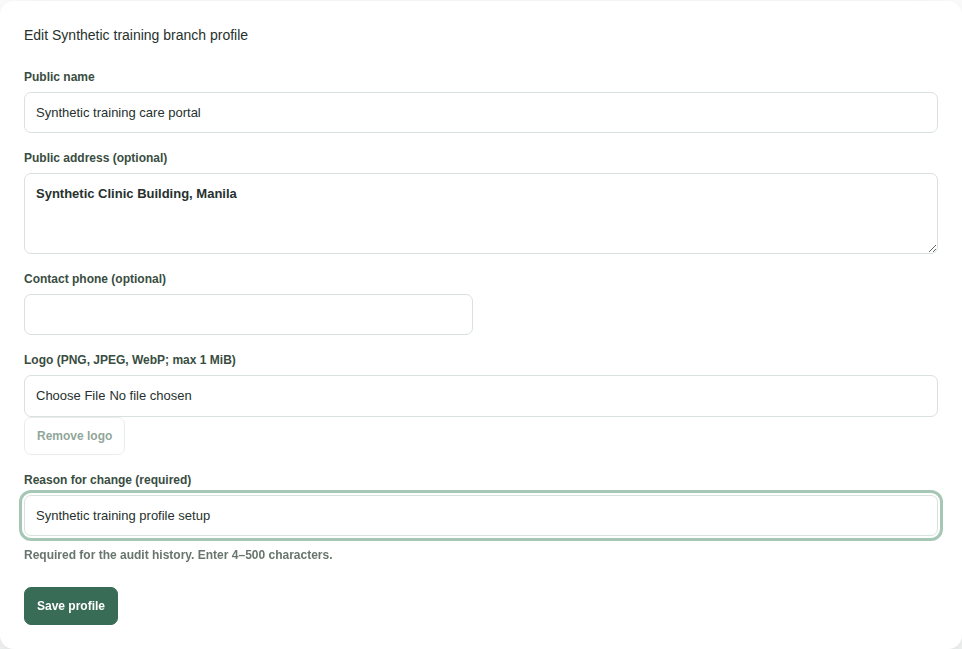 Edit Synthetic training branch profile
Public name
Synthetic training care portal
Public address (optional)
Synthetic Clinic Building, Manila
Contact phone (optional)
Logo (PNG, JPEG, WebP; max 1 MiB)
Choose File No file chosen
Remove logo
Reason for change (required)
Synthetic training profile setup
Required for the audit history. Enter 4–500 characters.
Save profile